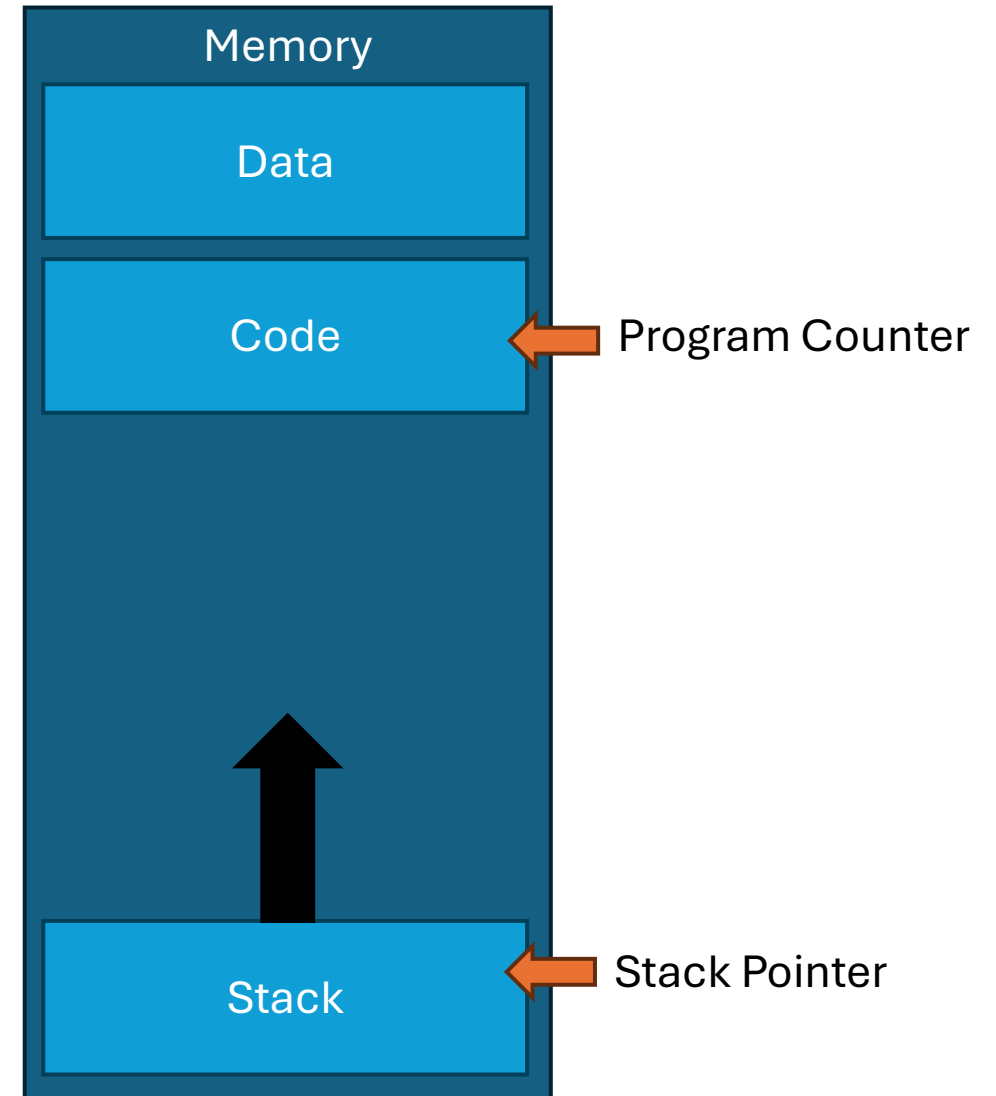 Memory
Data
Code
Program Counter
Stack
Stack Pointer